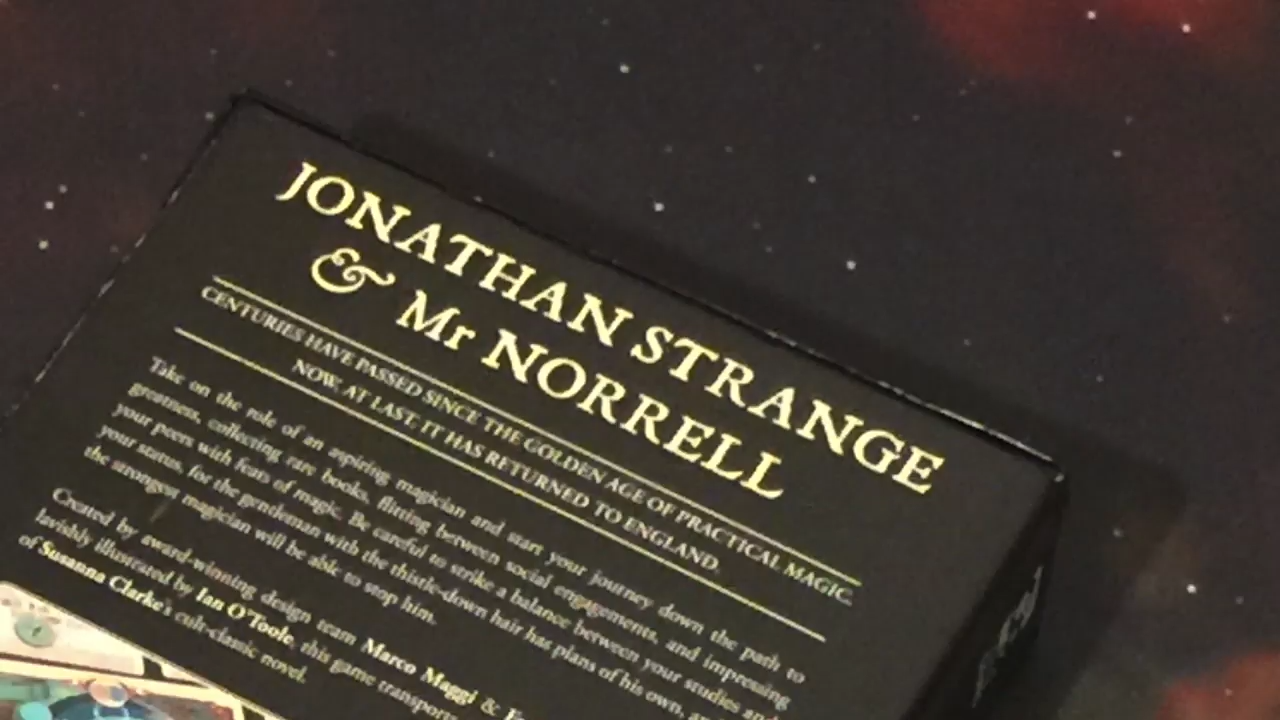 JONATHAN STRANGE
& Mr NORRELL
CENTURIES HAVE PASSED SINCE THE GOLDEN AGE OF PRACTICAL MAGIC.
NOW, AT LAST, IT HAS RETURNED TO ENGLAND.
Take on the role of an aspiring magician and start your journey down the path to
greatness, collecting rare books, flitting between social engagements, and impressing
your peers with feats of magic. Be careful to strike a balance between your studies and
your status, for the gentleman with the thistle-down hair has plans of his own, and
the strongest magician will be able to stop him.
Created by award-winning design team Marco Maggi &
lavishly illustrated by Ian O'Toole, this game transports
of Susanna Clarke's cult-classic novel.